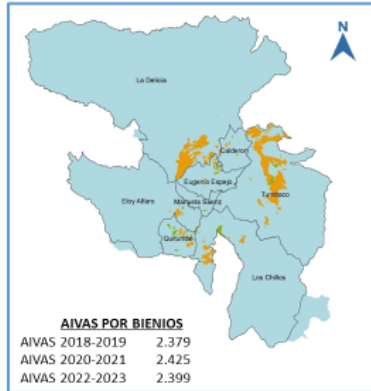 N
La Delicia
Calderón
Eugenio Espejo
Tumbaco
Eloy Alfaro
Manuela Sáenz
Quitumbe
Los Chillos
AIVAS POR BIENIOS
AIVAS 2018-2019 2.379
AIVAS 2020-2021 2.425
AIVAS 2022-2023 2.399